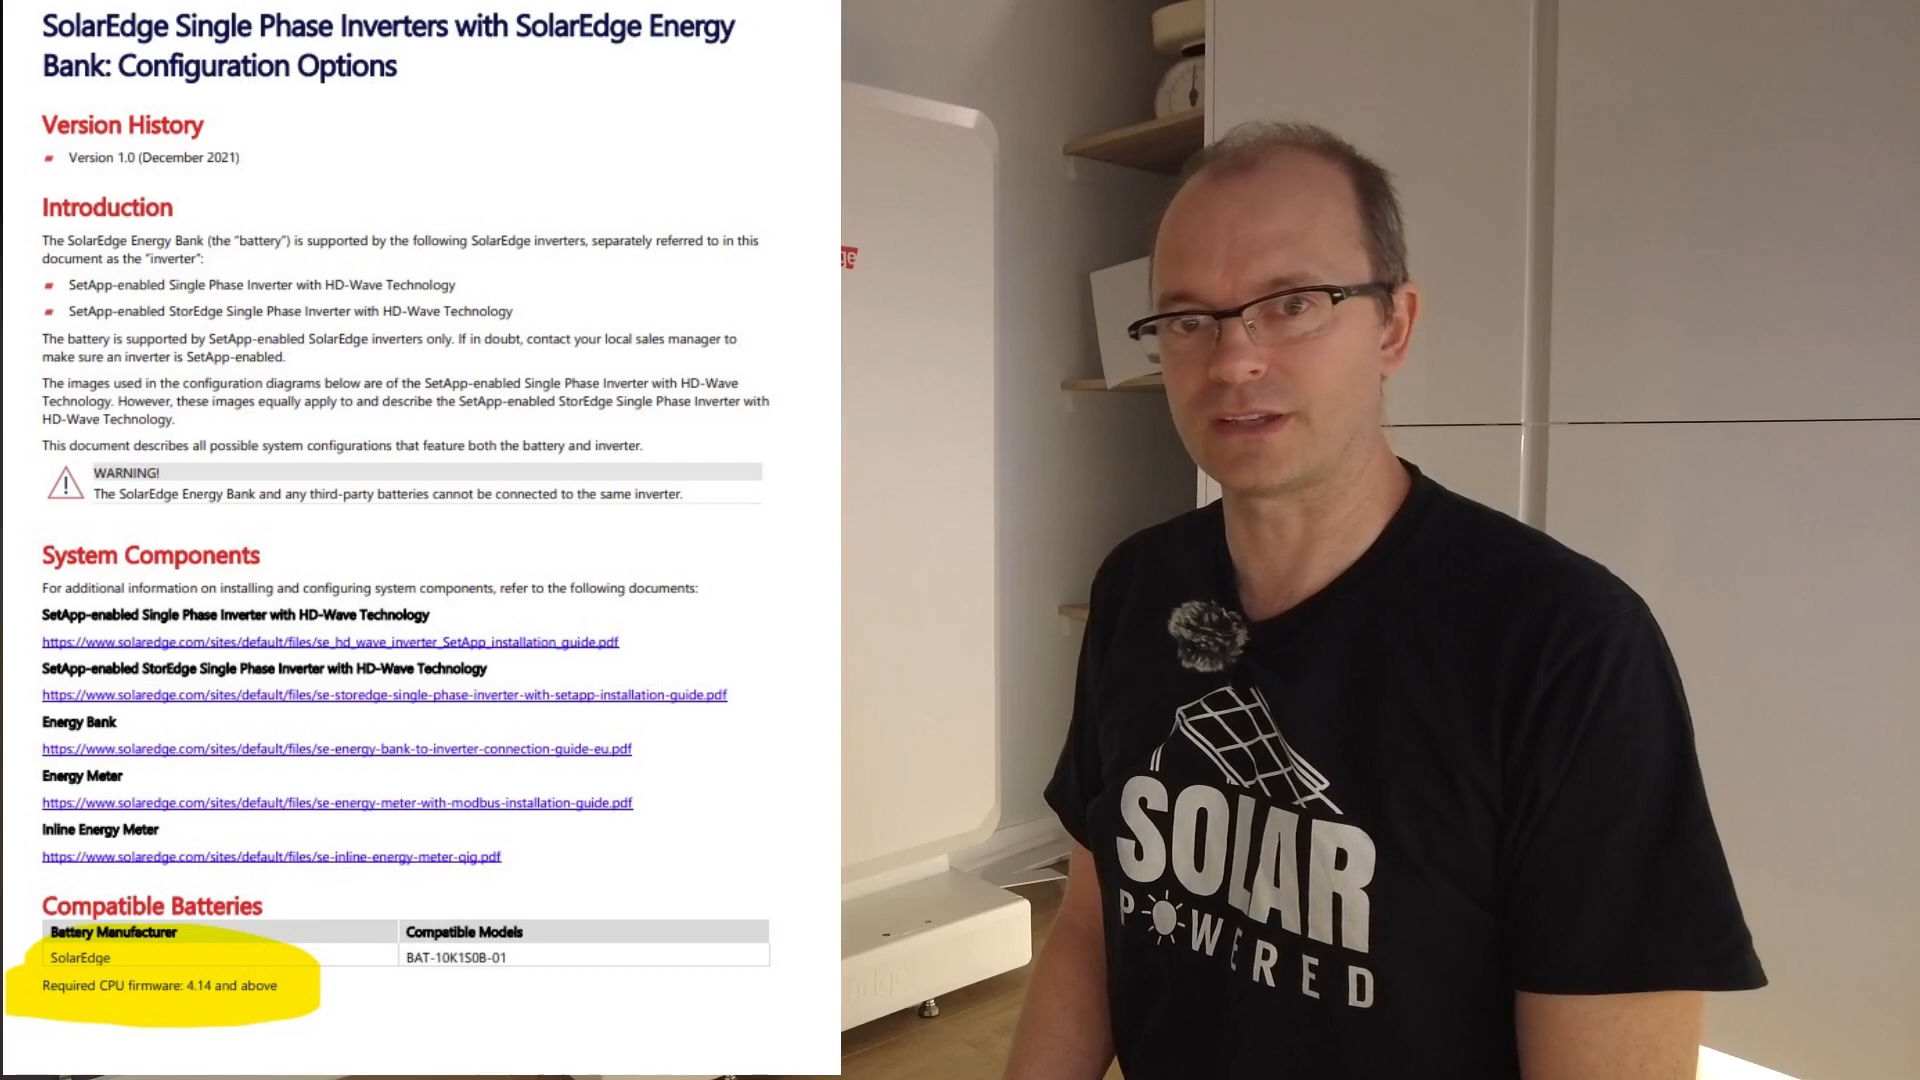 SolarEdge Single Phase Inverters with SolarEdge Energy
Bank: Configuration Options
Version History
Version 1.0 (December 2021)
Introduction
The SolarEdge Energy Bank (the “battery”) is supported by the following SolarEdge inverters, separately referred to in this
document as the “inverter”:
SetApp-enabled Single Phase Inverter with HD-Wave Technology
SetApp-enabled StorEdge Single Phase Inverter with HD-Wave Technology
The battery is supported by SetApp-enabled SolarEdge inverters only. If in doubt, contact your local sales manager to
make sure an inverter is SetApp-enabled.
The images used in the configuration diagrams below are of the SetApp-enabled Single Phase Inverter with HD-Wave
Technology. However, these images equally apply to and describe the SetApp-enabled StorEdge Single Phase Inverter with
HD-Wave Technology.
This document describes all possible system configurations that feature both the battery and inverter.
WARNING!
The SolarEdge Energy Bank and any third-party batteries cannot be connected to the same inverter.
System Components
For additional information on installing and configuring system components, refer to the following documents:
SetApp-enabled Single Phase Inverter with HD-Wave Technology
https://www.solaredge.com/sites/default/files/se_hd_wave_inverter_SetApp_installation_guide.pdf
SetApp-enabled StorEdge Single Phase Inverter with HD-Wave Technology
https://www.solaredge.com/sites/default/files/se-storedge-single-phase-inverter-with-setapp-installation-guide.pdf
Energy Bank
https://www.solaredge.com/sites/default/files/se-energy-bank-to-inverter-connection-guide-eu.pdf
Energy Meter
https://www.solaredge.com/sites/default/files/se-energy-meter-with-modbus-installation-guide.pdf
Inline Energy Meter
https://www.solaredge.com/sites/default/files/se-inline-energy-meter-qig.pdf
Compatible Batteries
Battery Manufacturer Compatible Models
SolarEdge BAT-10K1S0B-01
Required CPU firmware: 4.14 and above
ge
SOLAR
POWERED